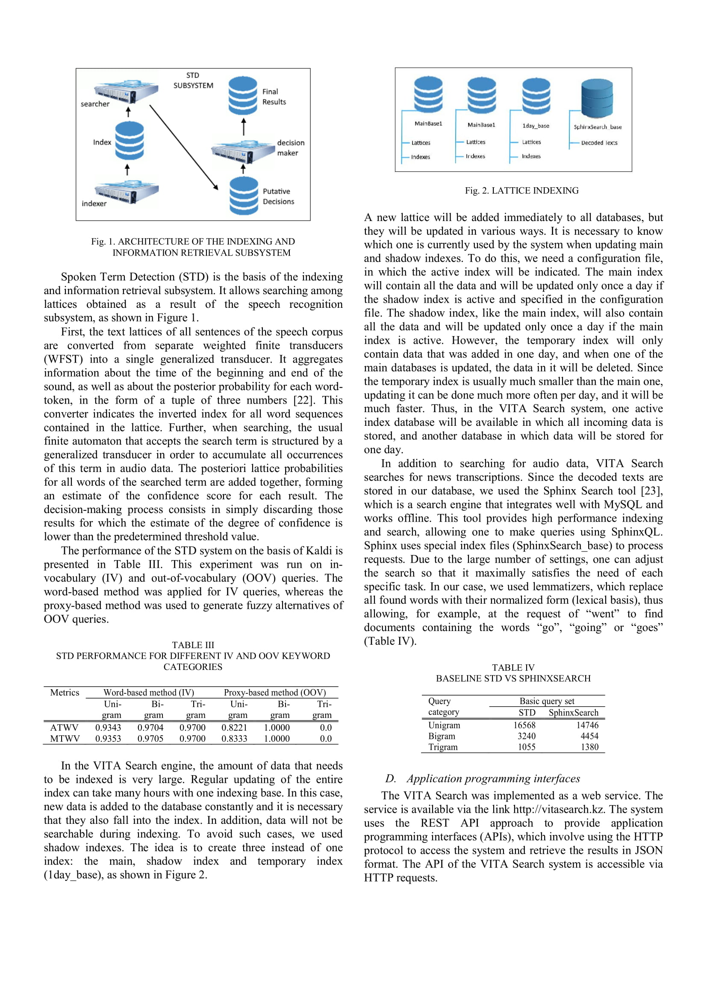 STD
SUBSYSTEM
searcher
Index
indexer
Final
Results
decision
maker
Putative
Decisions
Fig. 1. ARCHITECTURE OF THE INDEXING AND
INFORMATION RETRIEVAL SUBSYSTEM
Spoken Term Detection (STD) is the basis of the indexing
and information retrieval subsystem. It allows searching among
lattices obtained as a result of the speech recognition
subsystem, as shown in Figure 1.
First, the text lattices of all sentences of the speech corpus
are converted from separate weighted finite transducers
(WFST) into a single generalized transducer. It aggregates
information about the time of the beginning and end of the
sound, as well as about the posterior probability for each word-
token, in the form of a tuple of three numbers [22]. This
converter indicates the inverted index for all word sequences
contained in the lattice. Further, when searching, the usual
finite automaton that accepts the search term is structured by a
generalized transducer in order to accumulate all occurrences
of this term in audio data. The posteriori lattice probabilities
for all words of the searched term are added together, forming
an estimate of the confidence score for each result. The
decision-making process consists in simply discarding those
results for which the estimate of the degree of confidence is
lower than the predetermined threshold value.
The performance of the STD system on the basis of Kaldi is
presented in Table III. This experiment was run on in-
vocabulary (IV) and out-of-vocabulary (OOV) queries. The
word-based method was applied for IV queries, whereas the
proxy-based method was used to generate fuzzy alternatives of
OOV queries.
TABLE III
STD PERFORMANCE FOR DIFFERENT IV AND OOV KEYWORD
CATEGORIES
Metrics Word-based method (IV) Proxy-based method (OOV)
Uni- Bi- Tri- Uni- Bi- Tri-
gram gram gram gram gram gram
ATWV 0.9343 0.9704 0.9700 0.8221 1.0000 0.0
MTWV 0.9353 0.9705 0.9700 0.8333 1.0000 0.0
In the VITA Search engine, the amount of data that needs
to be indexed is very large. Regular updating of the entire
index can take many hours with one indexing base. In this case,
new data is added to the database constantly and it is necessary
that they also fall into the index. In addition, data will not be
searchable during indexing. To avoid such cases, we used
shadow indexes. The idea is to create three instead of one
index: the main, shadow index and temporary index
(1day_base), as shown in Figure 2.
MainBase1 MainBase1 1day_base SphinxSearch_base
Lattices Lattices Lattices Decoded Texts
Indexes Indexes Indexes
Fig. 2. LATTICE INDEXING
A new lattice will be added immediately to all databases, but
they will be updated in various ways. It is necessary to know
which one is currently used by the system when updating main
and shadow indexes. To do this, we need a configuration file,
in which the active index will be indicated. The main index
will contain all the data and will be updated only once a day if
the shadow index is active and specified in the configuration
file. The shadow index, like the main index, will also contain
all the data and will be updated only once a day if the main
index is active. However, the temporary index will only
contain data that was added in one day, and when one of the
main databases is updated, the data in it will be deleted. Since
the temporary index is usually much smaller than the main one,
updating it can be done much more often per day, and it will be
much faster. Thus, in the VITA Search system, one active
index database will be available in which all incoming data is
stored, and another database in which data will be stored for
one day.
In addition to searching for audio data, VITA Search
searches for news transcriptions. Since the decoded texts are
stored in our database, we used the Sphinx Search tool [23],
which is a search engine that integrates well with MySQL and
works offline. This tool provides high performance indexing
and search, allowing one to make queries using SphinxQL.
Sphinx uses special index files (SphinxSearch_base) to process
requests. Due to the large number of settings, one can adjust
the search so that it maximally satisfies the need of each
specific task. In our case, we used lemmatizers, which replace
all found words with their normalized form (lexical basis), thus
allowing, for example, at the request of “went” to find
documents containing the words “go”, “going” or “goes”
(Table IV).
TABLE IV
BASELINE STD VS SPHINXSEARCH
Query Basic query set
category STD SphinxSearch
Unigram 16568 14746
Bigram 3240 4454
Trigram 1055 1380
D. Application programming interfaces
The VITA Search was implemented as a web service. The
service is available via the link http://vitasearch.kz. The system
uses the REST API approach to provide application
programming interfaces (APIs), which involve using the HTTP
protocol to access the system and retrieve the results in JSON
format. The API of the VITA Search system is accessible via
HTTP requests.